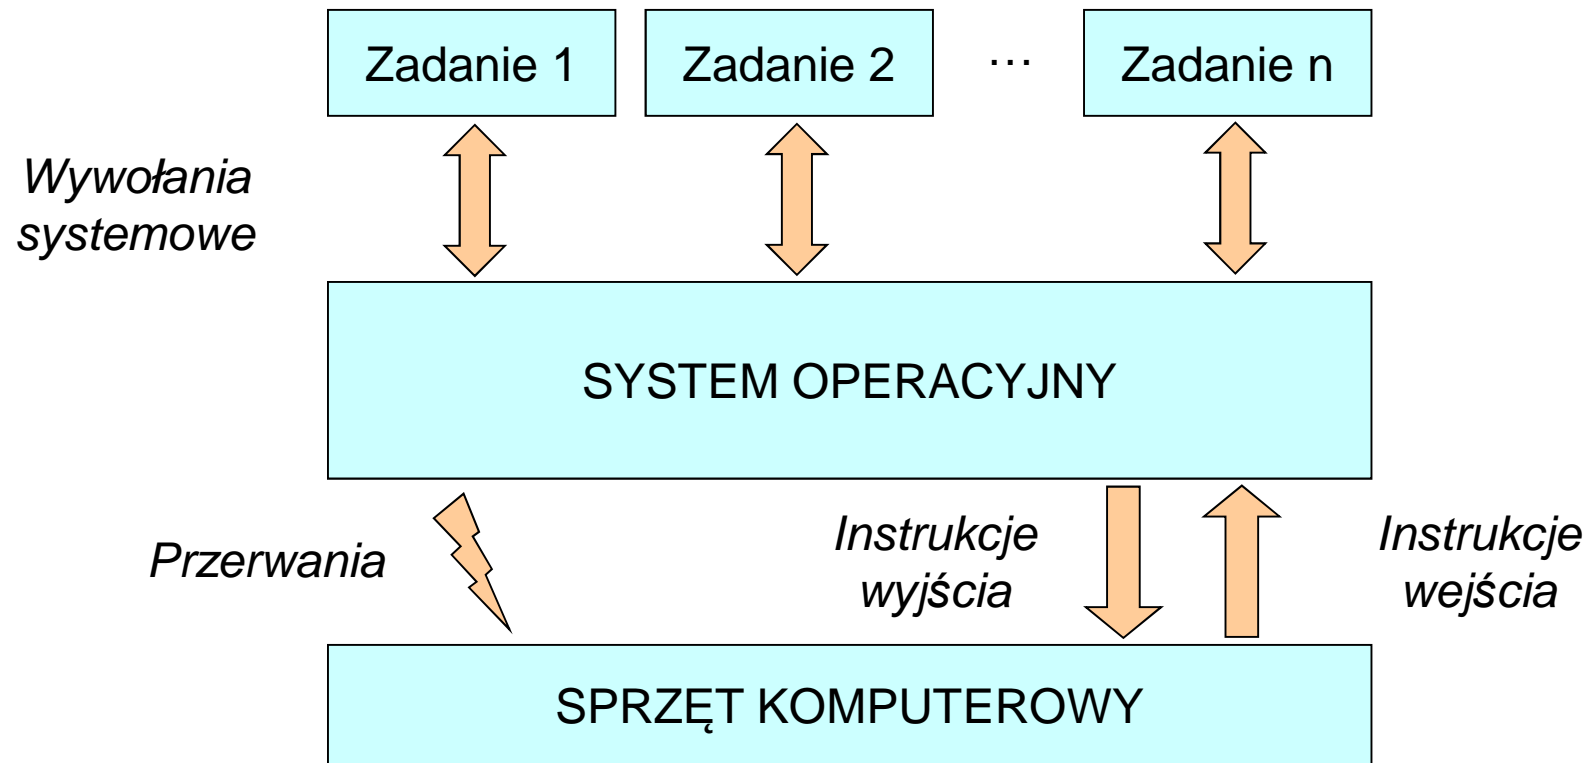 Zadanie 1
Zadanie 2
...
Zadanie n
Wywołania
systemowe
SYSTEM OPERACYJNY
Przerwania
Instrukcje
wyjścia
Instrukcje
wejścia
SPRZĘT KOMPUTEROWY